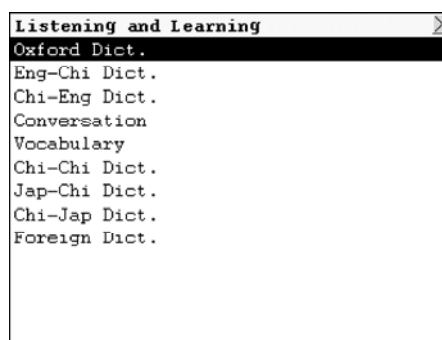 Listening and Learning
Oxford Dict.
Eng-Chi Dict.
Chi-Eng Dict.
Conversation
Vocabulary
Chi-Chi Dict.
Jap-Chi Dict.
Chi-Jap Dict.
Foreign Dict.